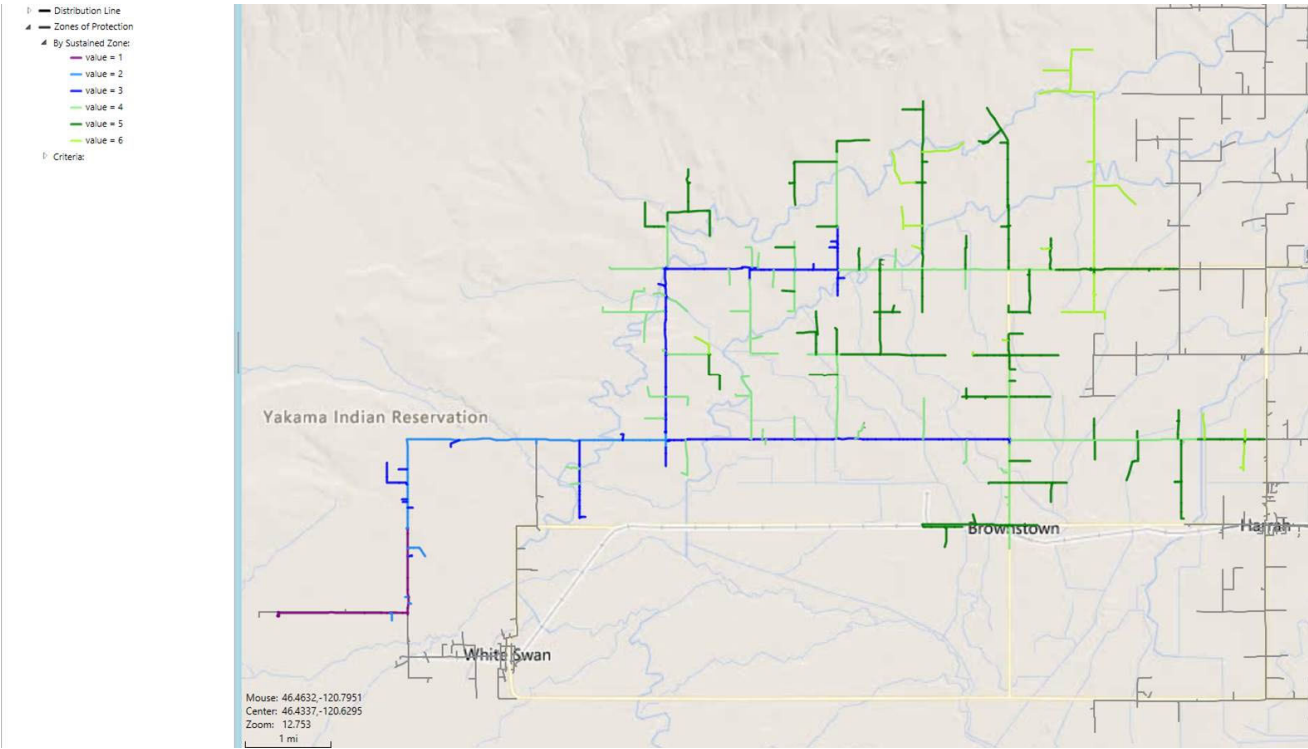 Distribution Line
Zones of Protection
By Sustained Zone:
value = 1
value = 2
value = 3
value = 4
value = 5
value = 6
Criteria:
Yakama Indian Reservation
Brownstown
Harrah
White Swan
Mouse: 46.4632,-120.7951
Center: 46.4337,-120.6295
Zoom: 12.753
1 mi